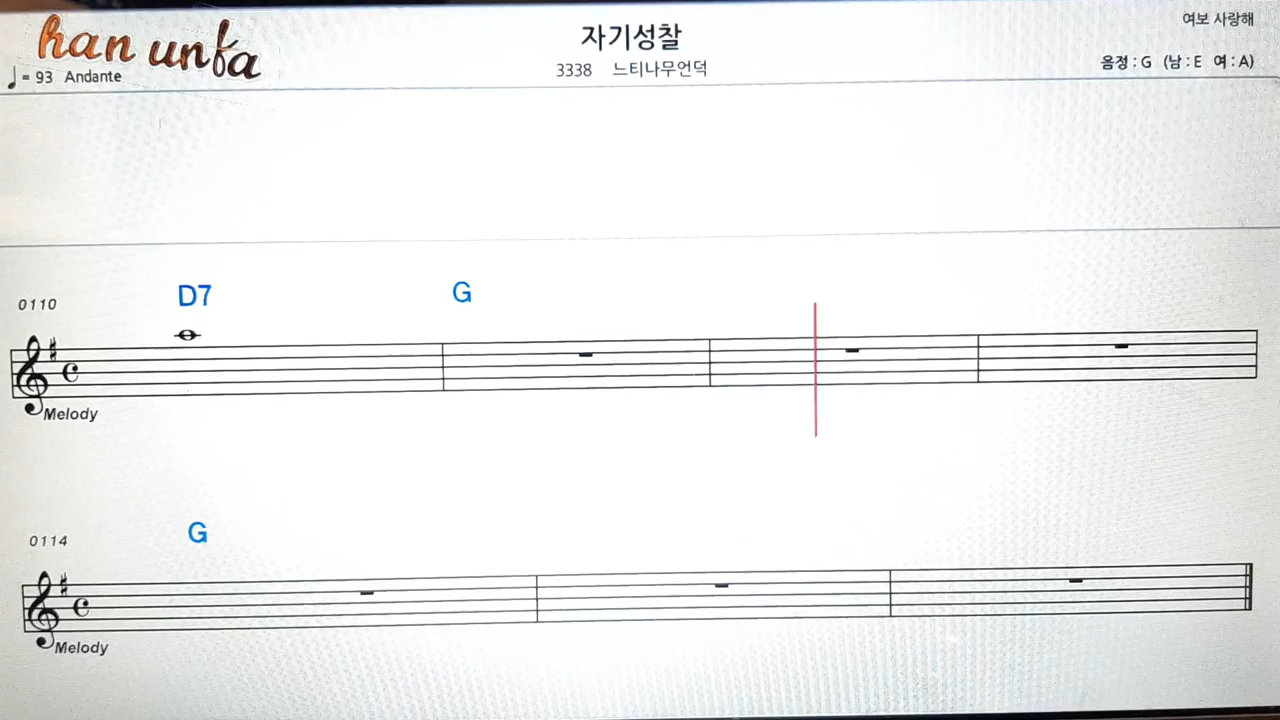 han unfa
자기성찰
여보 사랑해
♩ = 93 Andante
3338 느티나무언덕
음정 : G (남 : E 여 : A)
0110
D7 G
Melody
0114
G
Melody